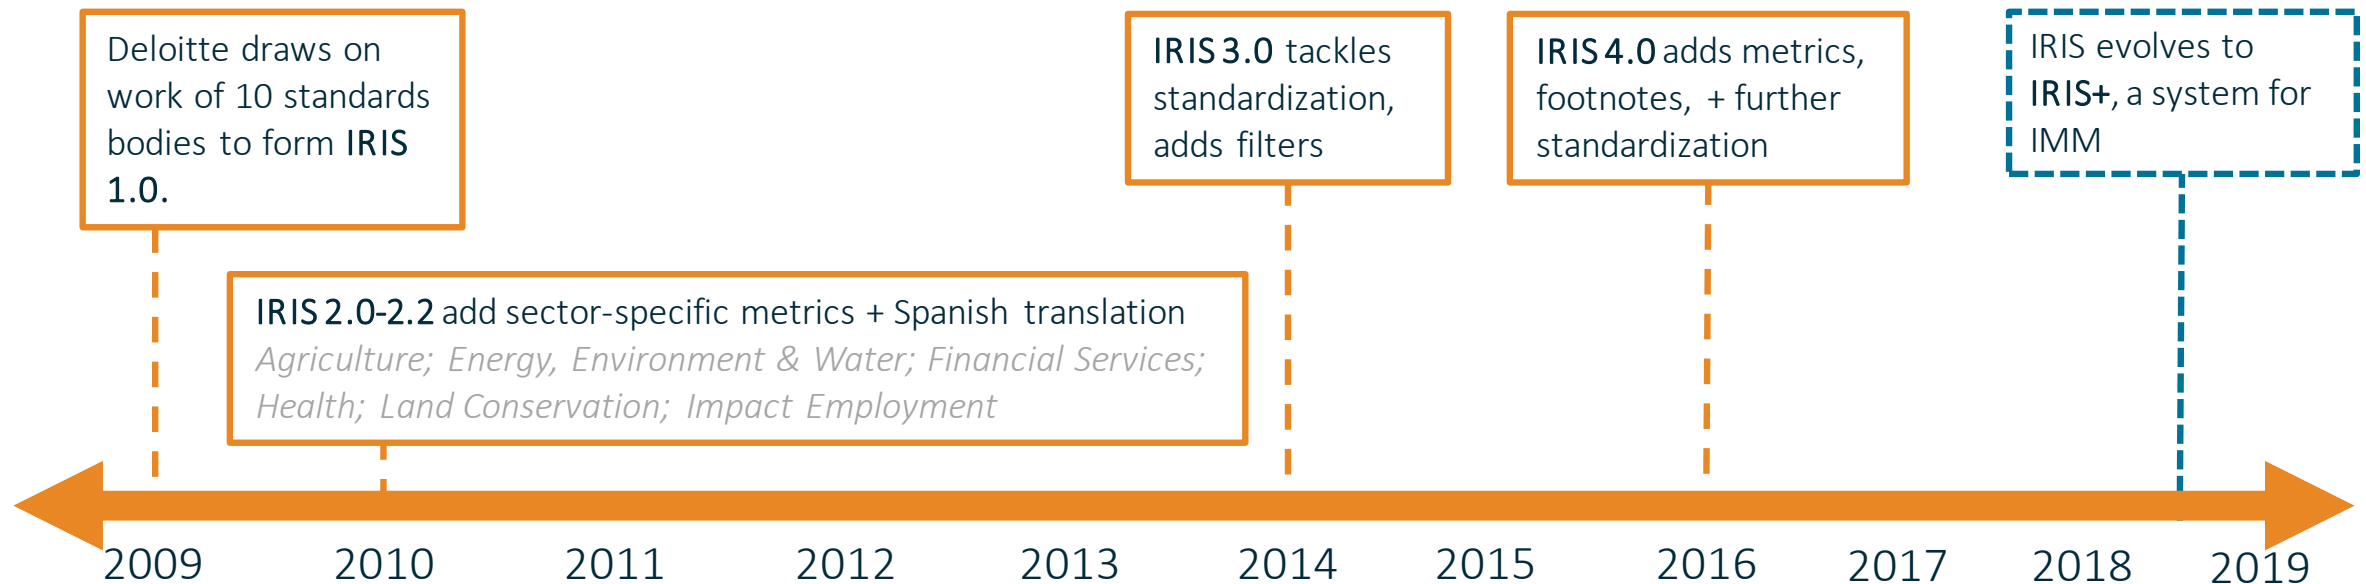 Deloitte draws on
work of 10 standards
bodies to form IRIS
1.0.
IRIS 2.0-2.2 add sector-specific metrics + Spanish translation
Agriculture; Energy, Environment & Water; Financial Services;
Health; Land Conservation; Impact Employment
IRIS 3.0 tackles
standardization,
adds filters
IRIS 4.0 adds metrics,
footnotes, + further
standardization
IRIS evolves to
IRIS+, a system for
IMM
2009 2010 2011 2012 2013 2014 2015 2016 2017 2018 2019